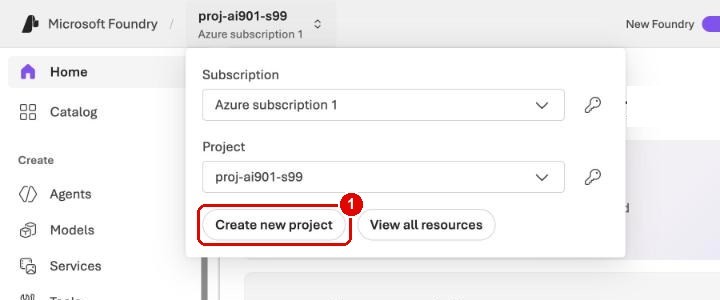 Microsoft Foundry / proj-ai901-s99
Azure subscription 1
New Foundry
Home
Catalog
Create
Agents
Models
Services
Tools
Subscription
Azure subscription 1
Project
proj-ai901-s99
1
Create new project
View all resources